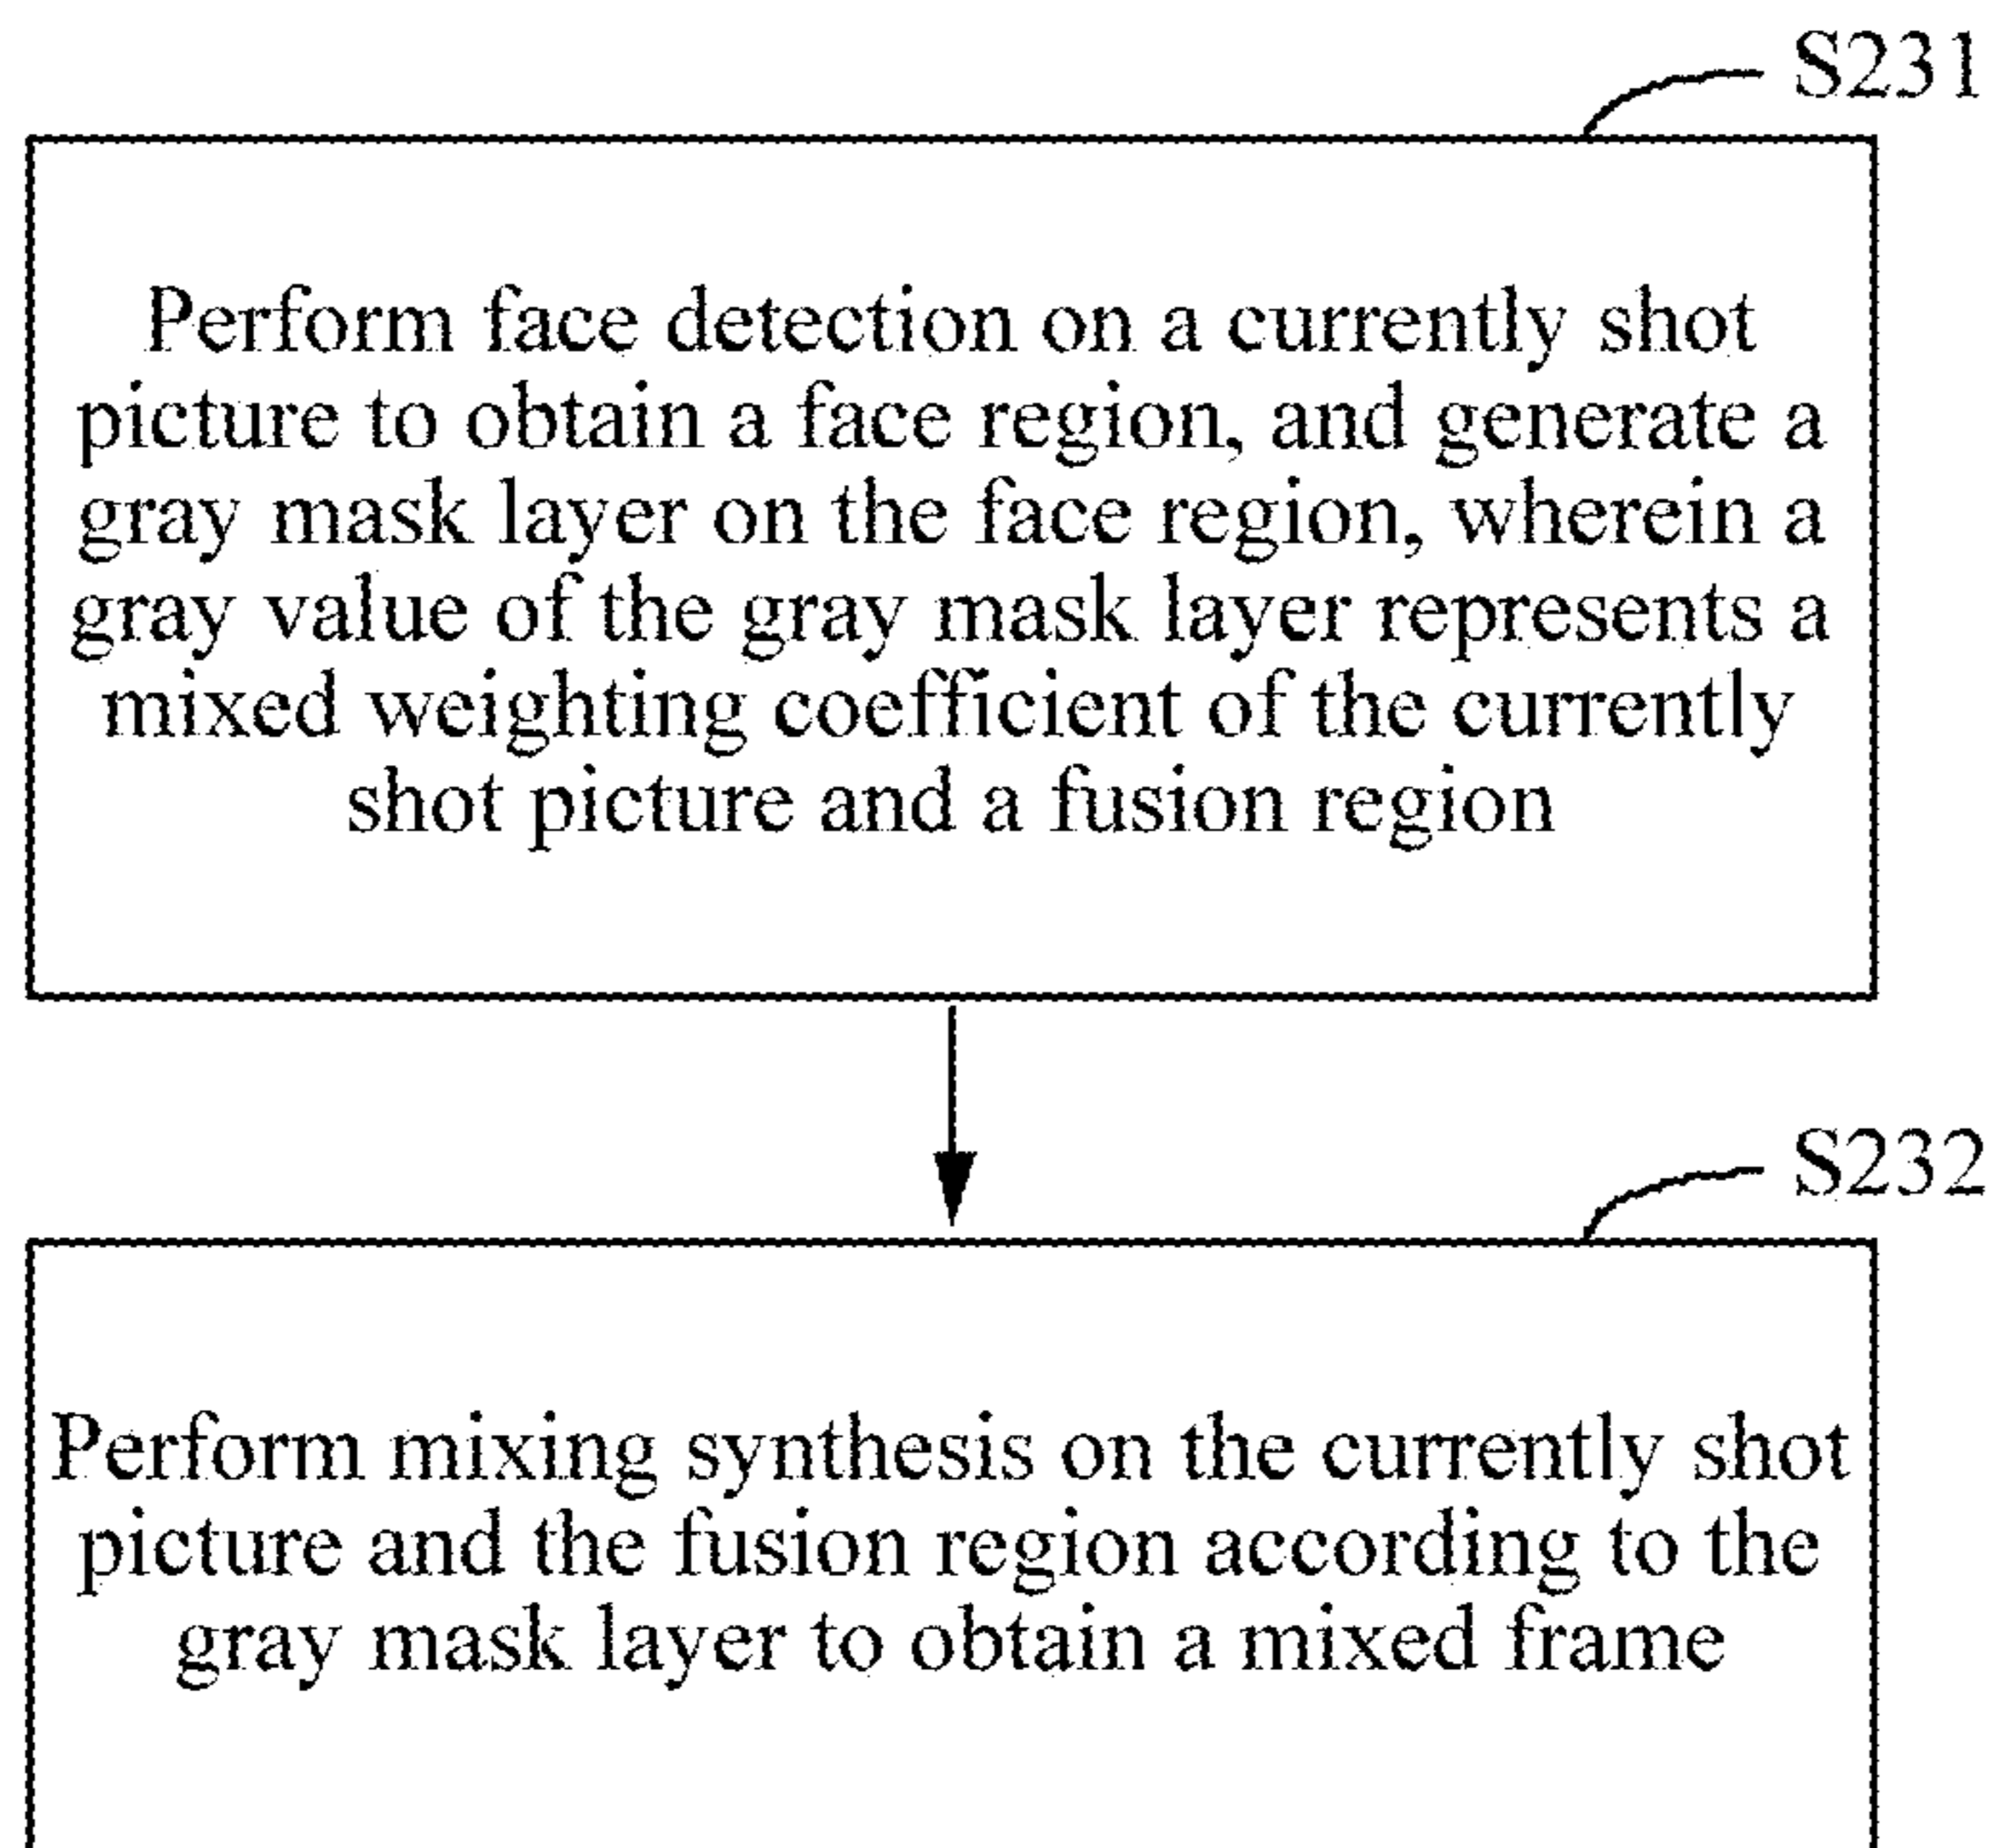 S231
Perform face detection on a currently shot
picture to obtain a face region, and generate a
gray mask layer on the face region, wherein a
gray value of the gray mask layer represents a
mixed weighting coefficient of the currently
shot picture and a fusion region
S232
Perform mixing synthesis on the currently shot
picture and the fusion region according to the
gray mask layer to obtain a mixed frame